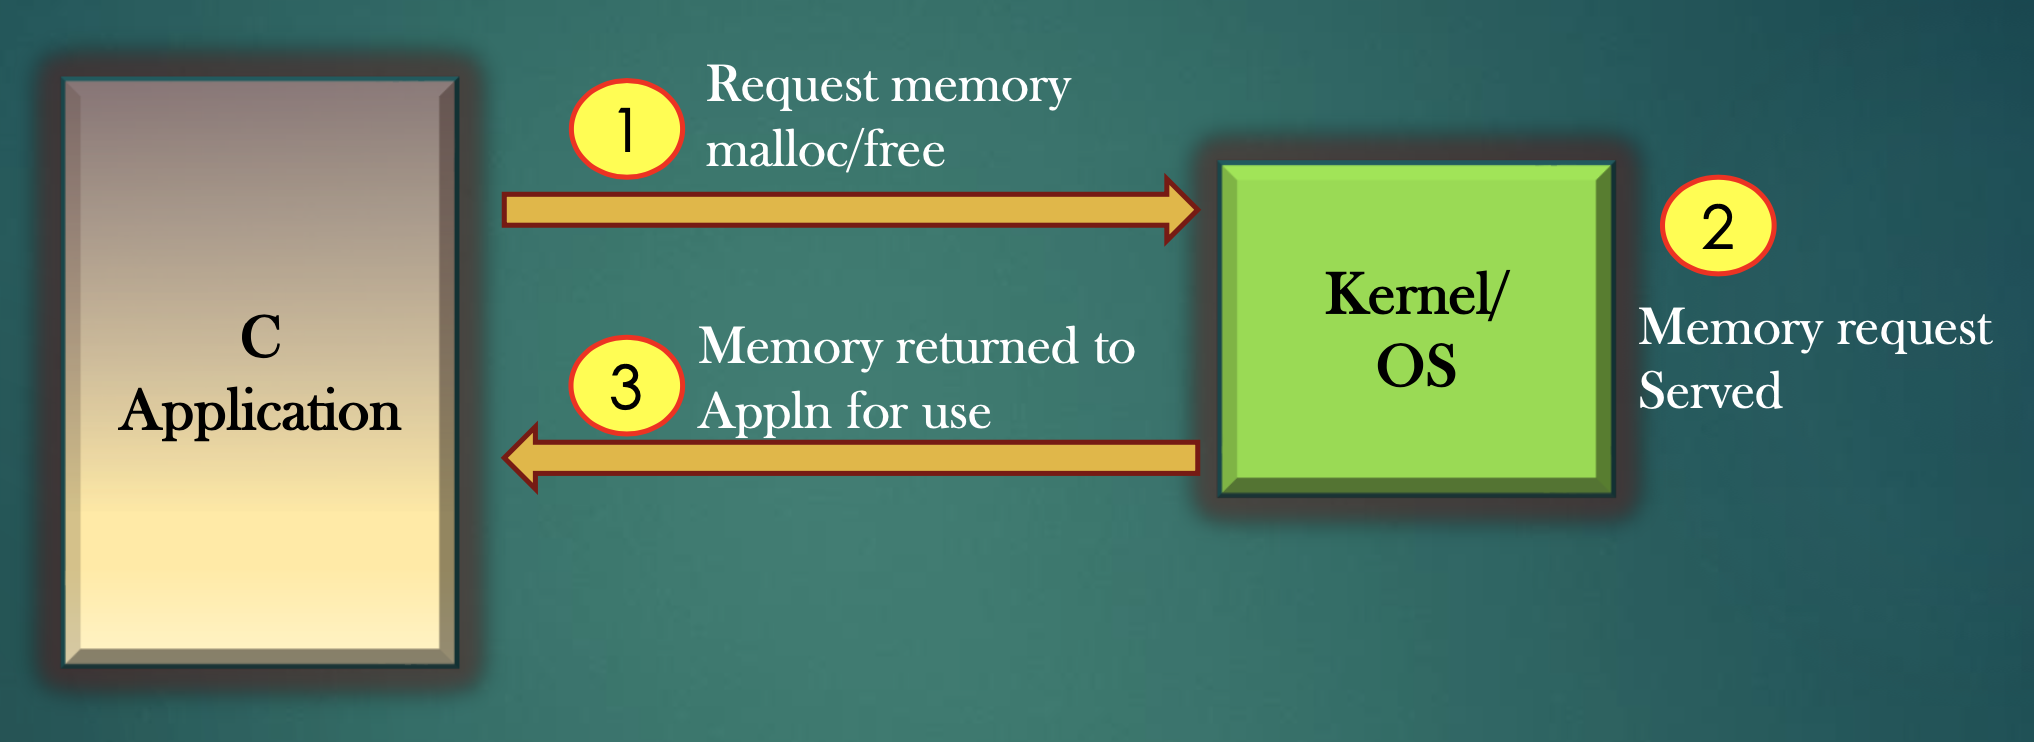 C
Application
1
Request memory
malloc/free
Kernel/
OS
2
Memory request
Served
3
Memory returned to
Appln for use